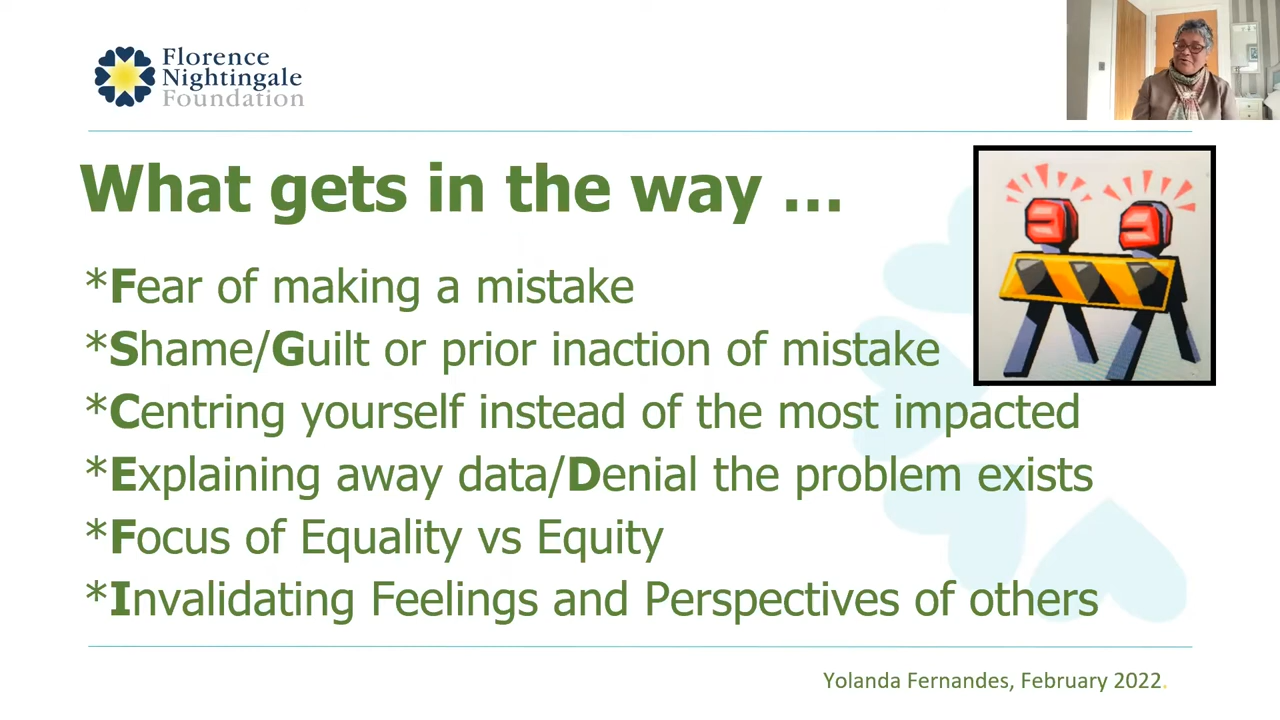 Florence
Nightingale
Foundation
What gets in the way ...
*Fear of making a mistake
*Shame/Guilt or prior inaction of mistake
*Centring yourself instead of the most impacted
*Explaining away data/Denial the problem exists
*Focus of Equality vs Equity
*Invalidating Feelings and Perspectives of others
Yolanda Fernandes, February 2022.